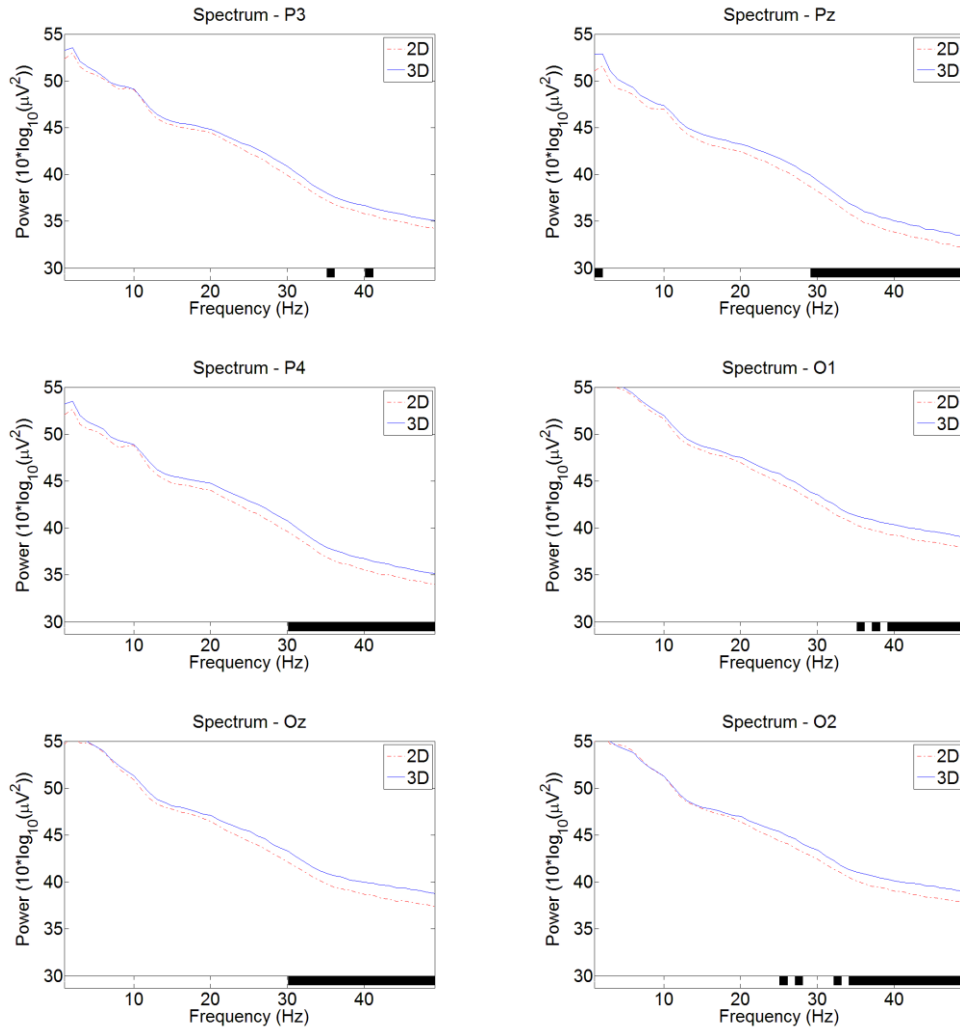 Spectrum - P3
55
50
45
40
35
30
Power (10*log10(μV2))
2D
3D
10 20 30 40
Frequency (Hz)
Spectrum - Pz
55
50
45
40
35
30
Power (10*log10(μV2))
2D
3D
10 20 30 40
Frequency (Hz)
Spectrum - P4
55
50
45
40
35
30
Power (10*log10(μV2))
2D
3D
10 20 30 40
Frequency (Hz)
Spectrum - O1
55
50
45
40
35
30
Power (10*log10(μV2))
2D
3D
10 20 30 40
Frequency (Hz)
Spectrum - Oz
55
50
45
40
35
30
Power (10*log10(μV2))
2D
3D
10 20 30 40
Frequency (Hz)
Spectrum - O2
55
50
45
40
35
30
Power (10*log10(μV2))
2D
3D
10 20 30 40
Frequency (Hz)